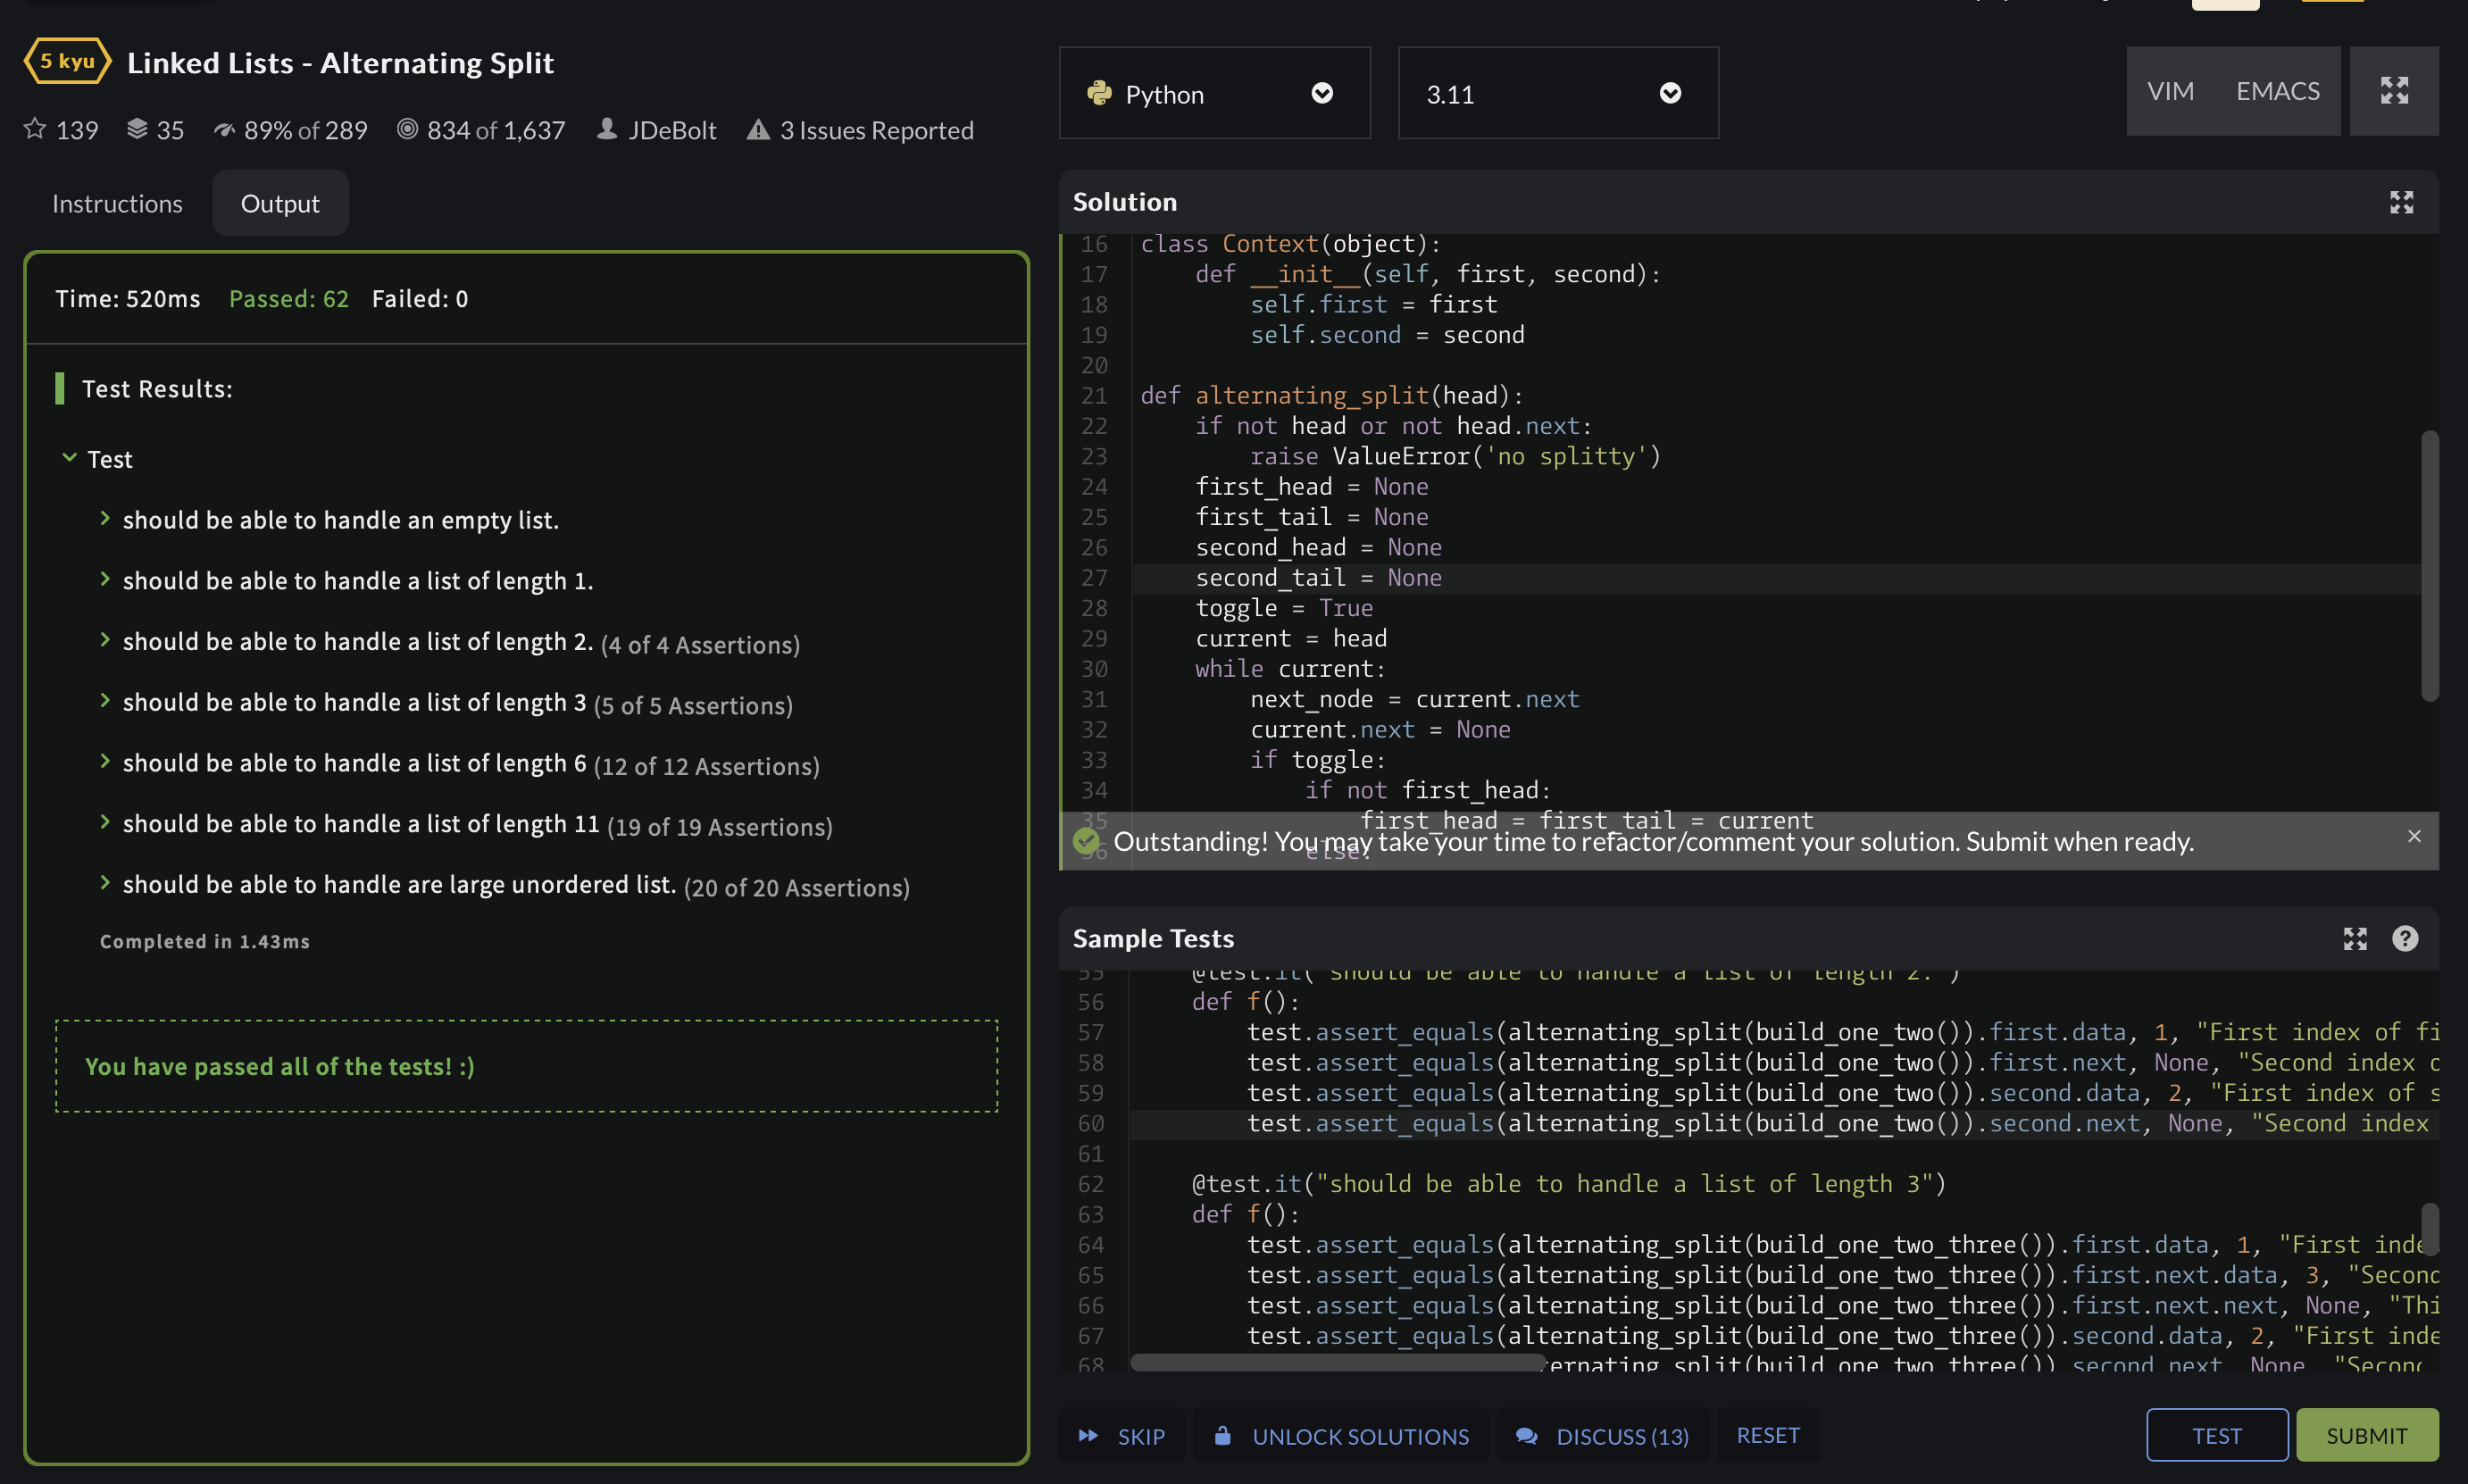 5 kyu Linked Lists - Alternating Split
139 35 89% of 289 834 of 1,637 JDeBolt 3 Issues Reported
Instructions Output
Time: 520ms Passed: 62 Failed: 0
Test Results:
Test
should be able to handle an empty list.
should be able to handle a list of length 1.
should be able to handle a list of length 2. (4 of 4 Assertions)
should be able to handle a list of length 3 (5 of 5 Assertions)
should be able to handle a list of length 6 (12 of 12 Assertions)
should be able to handle a list of length 11 (19 of 19 Assertions)
should be able to handle are large unordered list. (20 of 20 Assertions)
Completed in 1.43ms
You have passed all of the tests! :)
Python 3.11 VIM EMACS
Solution
16 class Context(object):
17     def __init__(self, first, second):
18         self.first = first
19         self.second = second
20
21 def alternating_split(head):
22     if not head or not head.next:
23         raise ValueError('no splitty')
24     first_head = None
25     first_tail = None
26     second_head = None
27     second_tail = None
28     toggle = True
29     current = head
30     while current:
31         next_node = current.next
32         current.next = None
33         if toggle:
34             if not first_head:
35                 first_head = first_tail = current
36             else:
Outstanding! You may take your time to refactor/comment your solution. Submit when ready.
Sample Tests
55     @test.it("should be able to handle a list of length 2.")
56     def f():
57         test.assert_equals(alternating_split(build_one_two()).first.data, 1, "First index of fi
58         test.assert_equals(alternating_split(build_one_two()).first.next, None, "Second index o
59         test.assert_equals(alternating_split(build_one_two()).second.data, 2, "First index of s
60         test.assert_equals(alternating_split(build_one_two()).second.next, None, "Second index
61
62     @test.it("should be able to handle a list of length 3")
63     def f():
64         test.assert_equals(alternating_split(build_one_two_three()).first.data, 1, "First inde
65         test.assert_equals(alternating_split(build_one_two_three()).first.next.data, 3, "Second
66         test.assert_equals(alternating_split(build_one_two_three()).first.next.next, None, "Thi
67         test.assert_equals(alternating_split(build_one_two_three()).second.data, 2, "First inde
68 ternating_split(build_one_two_three()).second.next, None, "Second
SKIP UNLOCK SOLUTIONS DISCUSS (13) RESET TEST SUBMIT